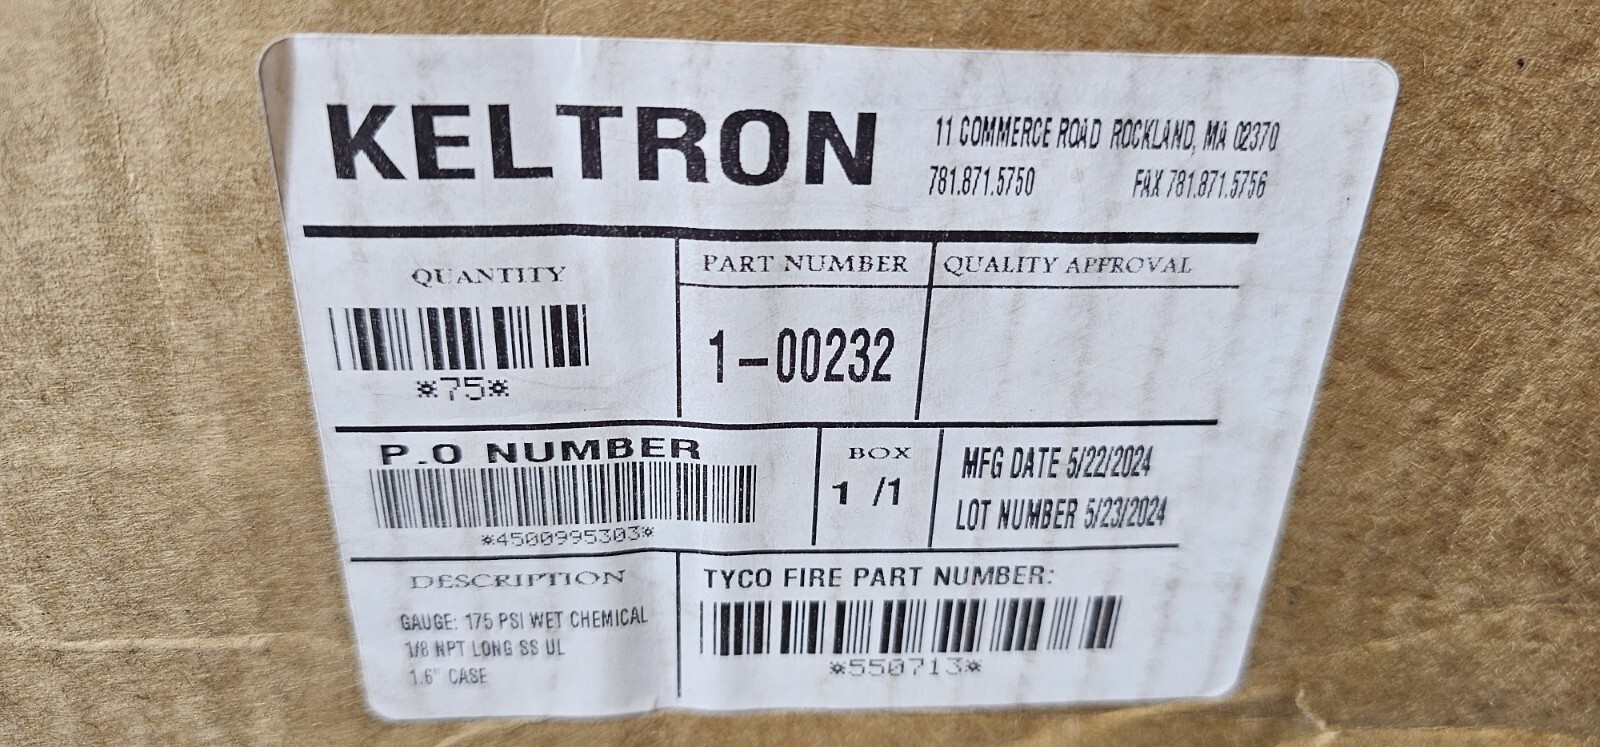 KELTRON
11 COMMERCE ROAD ROCKLAND, MA 02370
781.871.5750 FAX 781.871.5756
QUANTITY
*75*
PART NUMBER
1-00232
QUALITY APPROVAL
P.O NUMBER
*4500995303*
BOX
1 /1
MFG DATE 5/22/2024
LOT NUMBER 5/23/2024
DESCRIPTION
GAUGE: 175 PSI WET CHEMICAL
1/8 NPT LONG SS UL
1.6" CASE
TYCO FIRE PART NUMBER:
*550713*